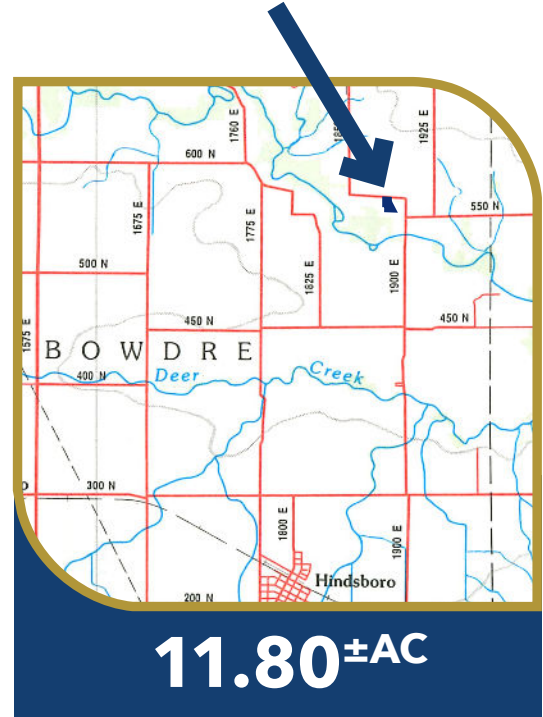 1760 E
1925 E
600 N
1675 E
1775 E
550 N
500 N
1825 E
1900 E
450 N
450 N
1575 E
BOWDRE
400 N
Deer Creek
300 N
1800 E
1900 E
Hindsboro
200 N
11.80±AC